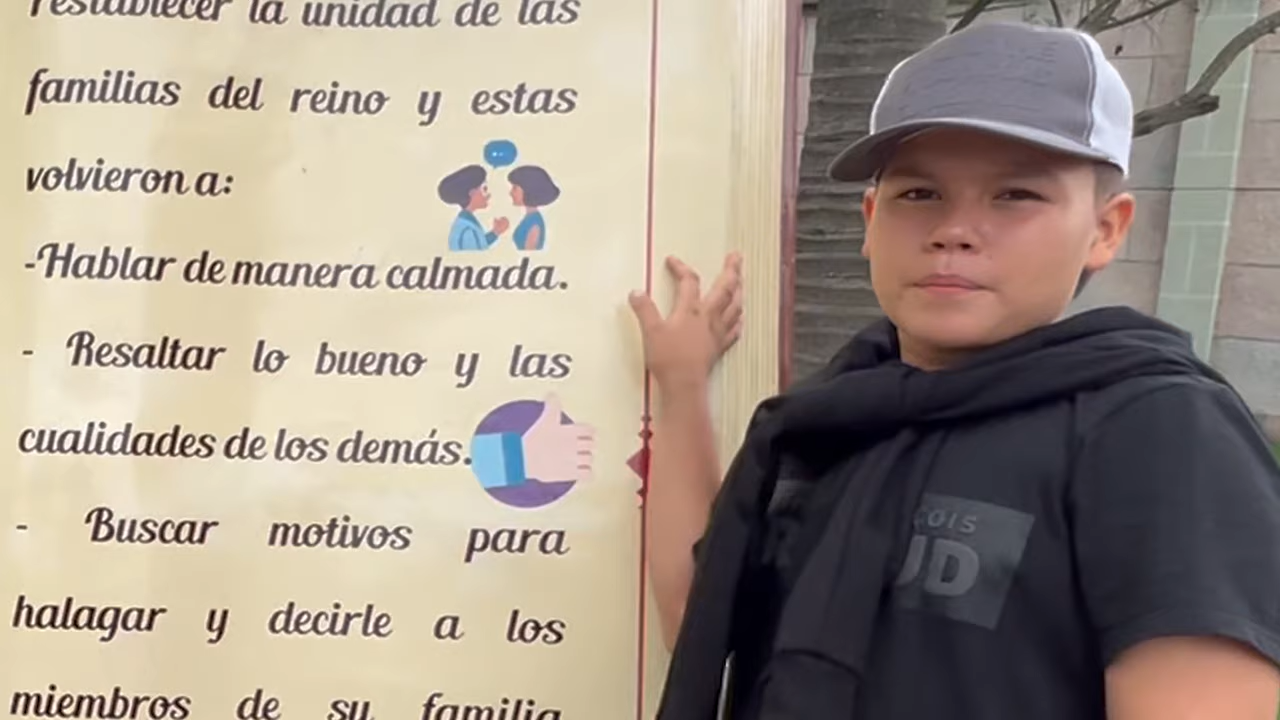 restablecer la unidad de las
familias del reino y estas
volvieron a:
-Hablar de manera calmada.
- Resaltar lo bueno y las
cualidades de los demás.
- Buscar motivos para
halagar y decirle a los
miembros de su familia